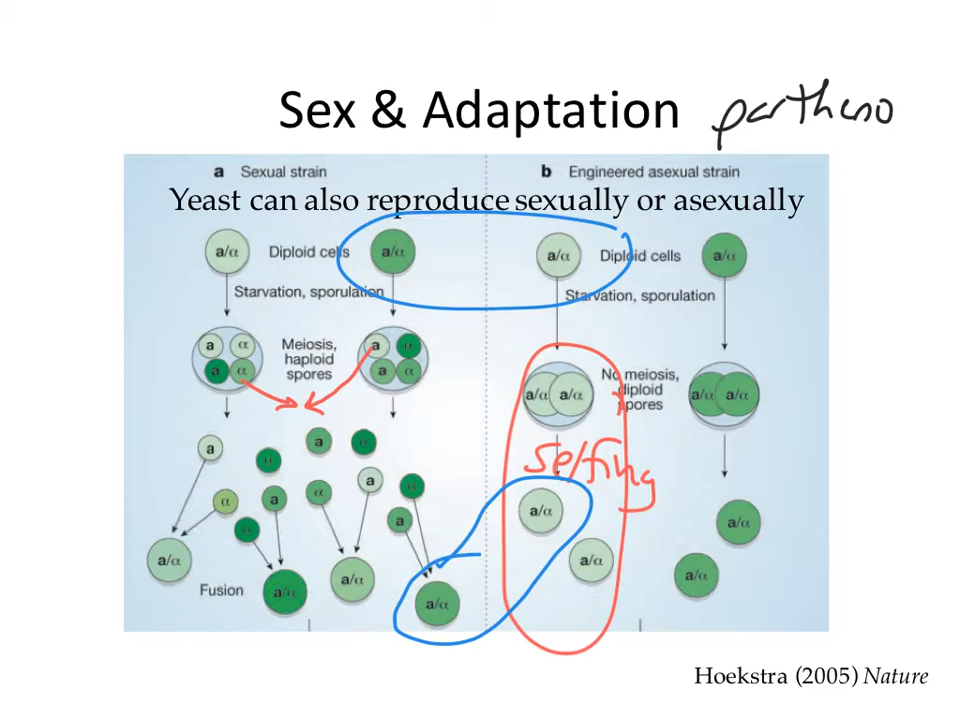 Sex & Adaptation partheno
a Sexual strain b Engineered asexual strain
Yeast can also reproduce sexually or asexually
a/α Diploid cells a/α a/α Diploid cells a/α
Starvation, sporulation Starvation, sporulation
a α Meiosis, a α No meiosis,
haploid diploid
a α spores a α a/α a/α spores a/α a/α
a α a α
selfing
a α a α
α a α a a/α
α a a/α
a/α a/α a/α
Fusion a/α a/α a/α
Hoekstra (2005) Nature